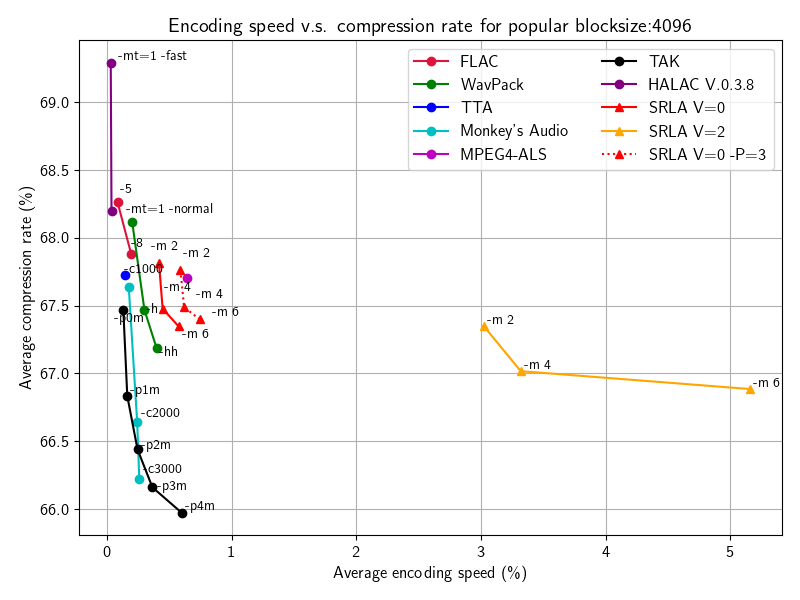 Encoding speed v.s. compression rate for popular blocksize:4096
FLAC
WavPack
TTA
Monkey's Audio
MPEG4-ALS
TAK
HALAC V.0.3.8
SRLA V=0
SRLA V=2
SRLA V=0 -P=3
-mt=1 -fast
-5
-mt=1 -normal
-8
-m 2
-m 2
-c1000
-m 4
-m 4
-h
-p0m
-m 6
-m 6
-hh
-m 2
-m 4
-m 6
-p1m
-c2000
-p2m
-c3000
-p3m
-p4m
69.0
68.5
68.0
67.5
67.0
66.5
66.0
Average compression rate (%)
0 1 2 3 4 5
Average encoding speed (%)